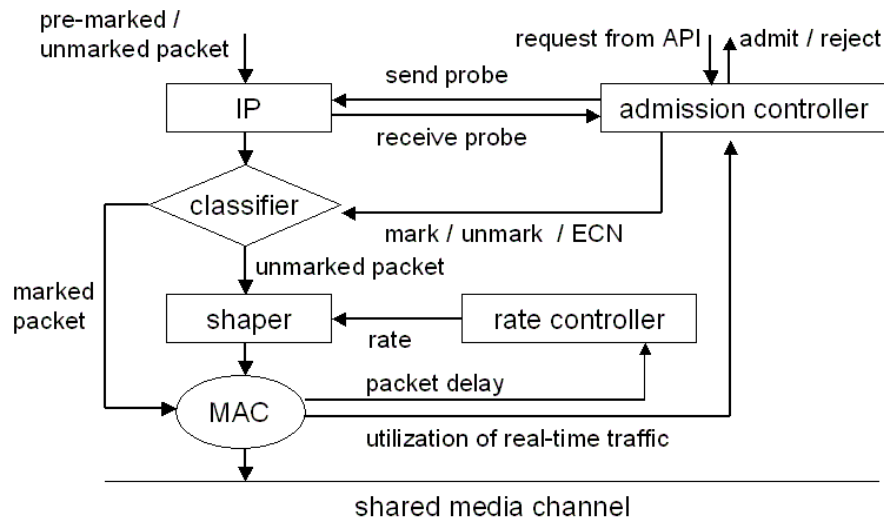 pre-marked /
unmarked packet
request from API
admit / reject
send probe
IP
admission controller
receive probe
classifier
mark / unmark / ECN
unmarked packet
marked
packet
shaper
rate controller
rate
packet delay
MAC
utilization of real-time traffic
shared media channel